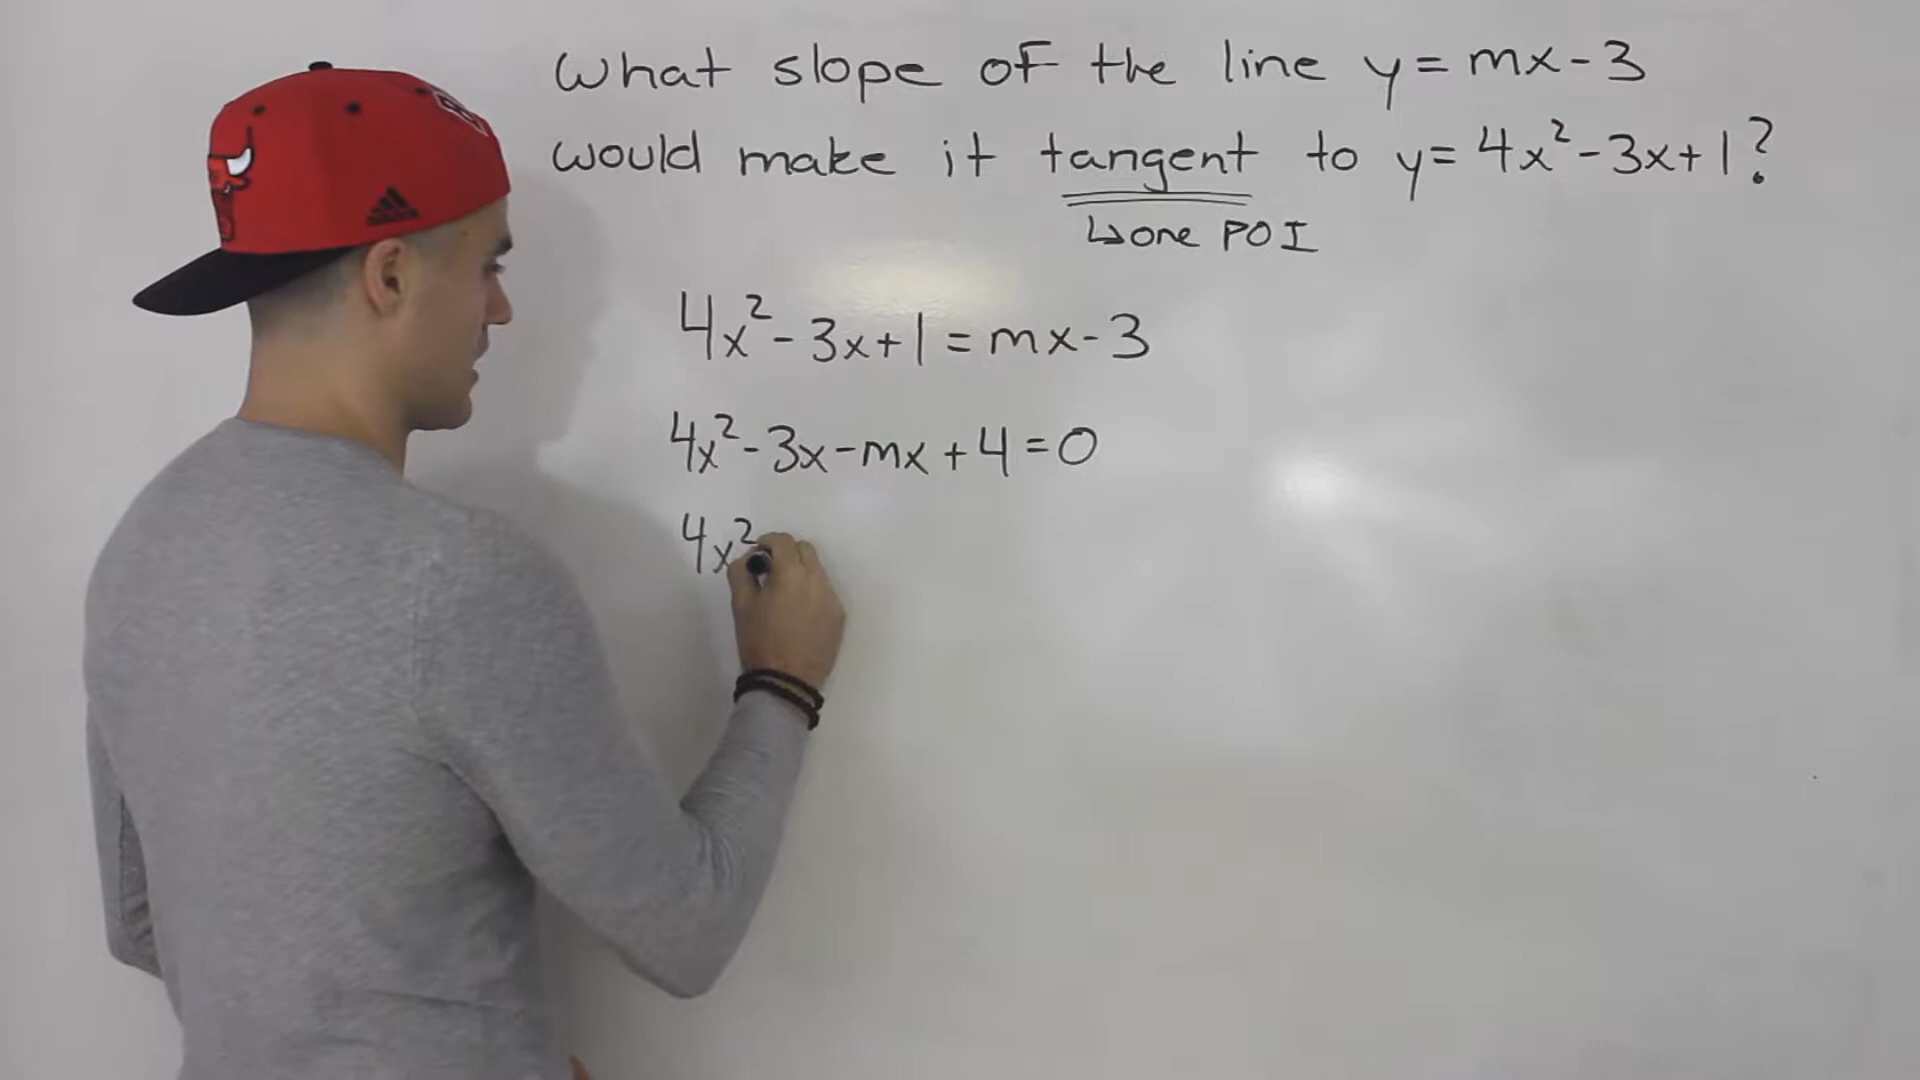 What slope of the line y=mx-3
would make it tangent to y=4x²-3x+1?
↳one POI
4x²-3x+1=mx-3
4x²-3x-mx+4=0
4x²